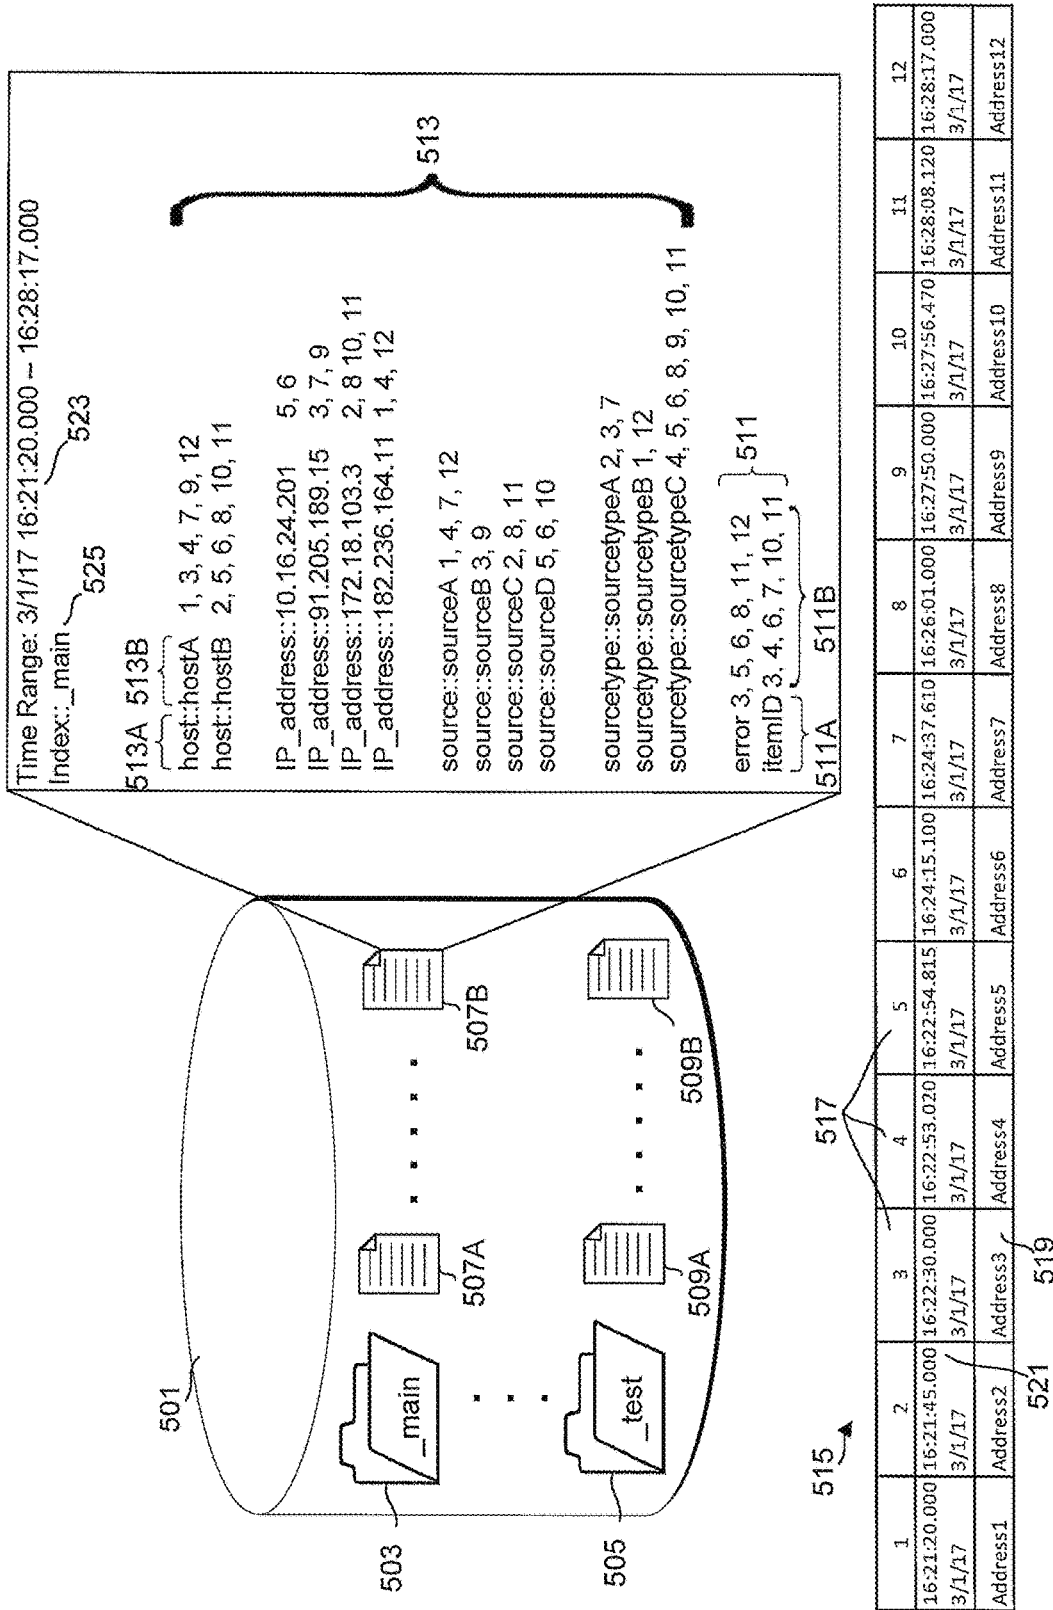 501
503
505
_main
_test
507A
507B
509A
509B
Time Range: 3/1/17 16:21:20.000 – 16:28:17.000
Index::_main
525
523
513A
513B
host::hostA 1, 3, 4, 7, 9, 12
host::hostB 2, 5, 6, 8, 10, 11
IP_address::10.16.24.201 5, 6
IP_address::91.205.189.15 3, 7, 9
IP_address::172.18.103.3 2, 8 10, 11
IP_address::182.236.164.11 1, 4, 12
513
source::sourceA 1, 4, 7, 12
source::sourceB 3, 9
source::sourceC 2, 8, 11
source::sourceD 5, 6, 10
sourcetype::sourcetypeA 2, 3, 7
sourcetype::sourcetypeB 1, 12
sourcetype::sourcetypeC 4, 5, 6, 8, 9, 10, 11
error 3, 5, 6, 8, 11, 12
itemID 3, 4, 6, 7, 10, 11
511
511A
511B
515
517
1 2 3 4 5 6 7 8 9 10 11 12
16:21:20.000 16:21:45.000 16:22:30.000 16:22:53.020 16:22:54.815 16:24:15.100 16:24:37.610 16:26:01.000 16:27:50.000 16:27:56.470 16:28:08.120 16:28:17.000
3/1/17 3/1/17 3/1/17 3/1/17 3/1/17 3/1/17 3/1/17 3/1/17 3/1/17 3/1/17 3/1/17 3/1/17
Address1 Address2 Address3 Address4 Address5 Address6 Address7 Address8 Address9 Address10 Address11 Address12
521
519